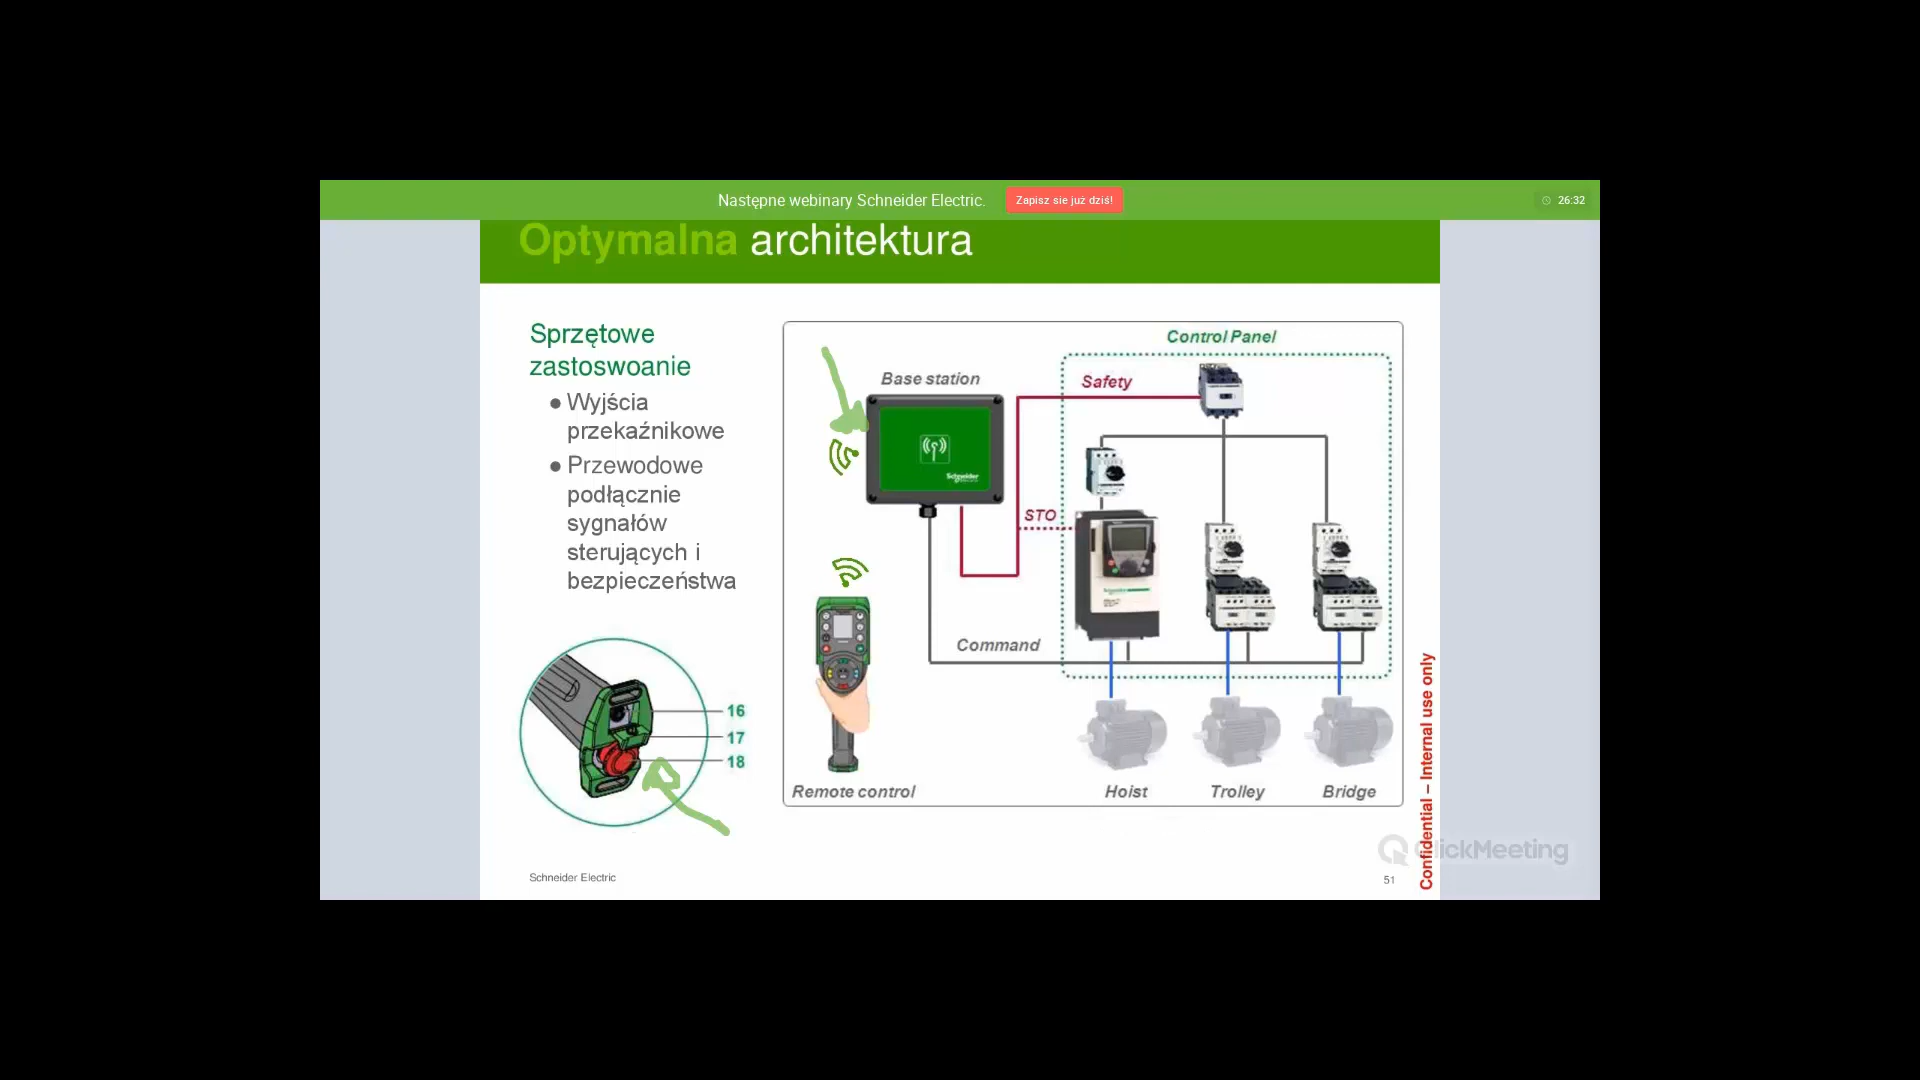 Następne webinary Schneider Electric.
Zapisz sie już dziś!
26:32
Optymalna architektura
Sprzętowe
zastoswoanie
● Wyjścia
przekaźnikowe
● Przewodowe
podłącznie
sygnałów
sterujących i
bezpieczeństwa
16
17
18
Control Panel
Base station
Safety
Schneider
STO
Command
Remote control
Hoist
Trolley
Bridge
Confidential – Internal use only
ClickMeeting
Schneider Electric
51